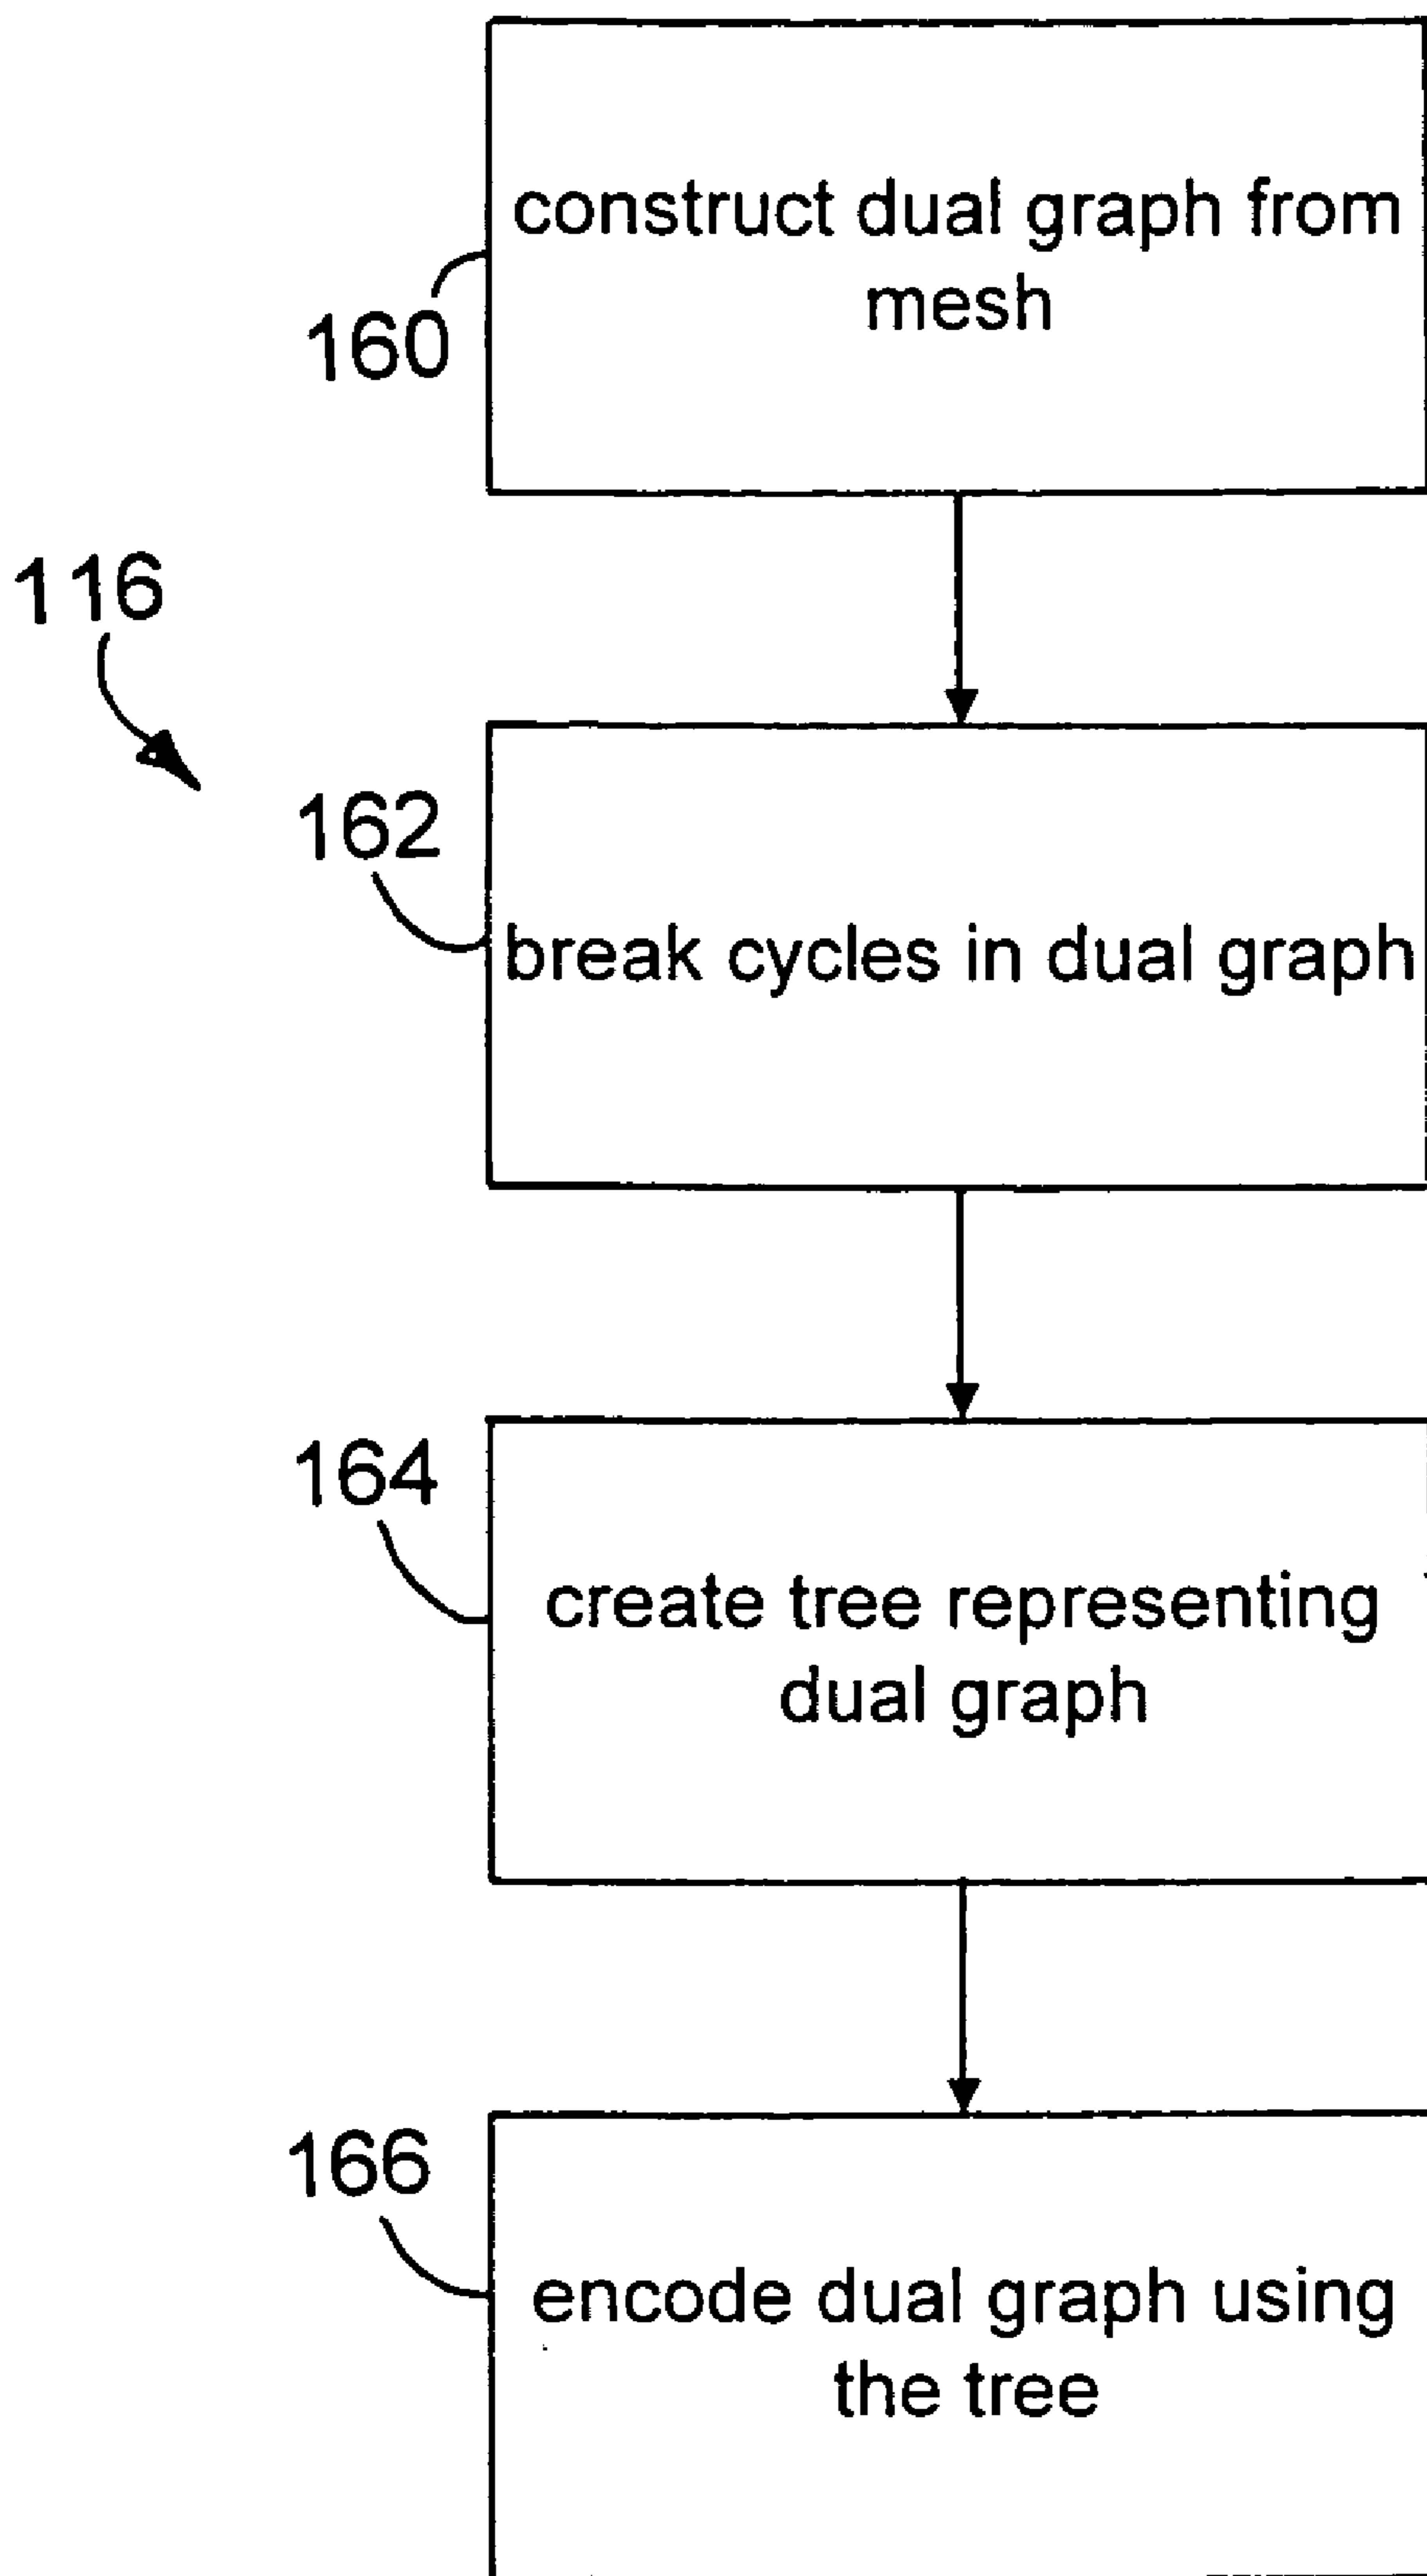 construct dual graph from
mesh
160
116
162
break cycles in dual graph
164
create tree representing
dual graph
166
encode dual graph using
the tree